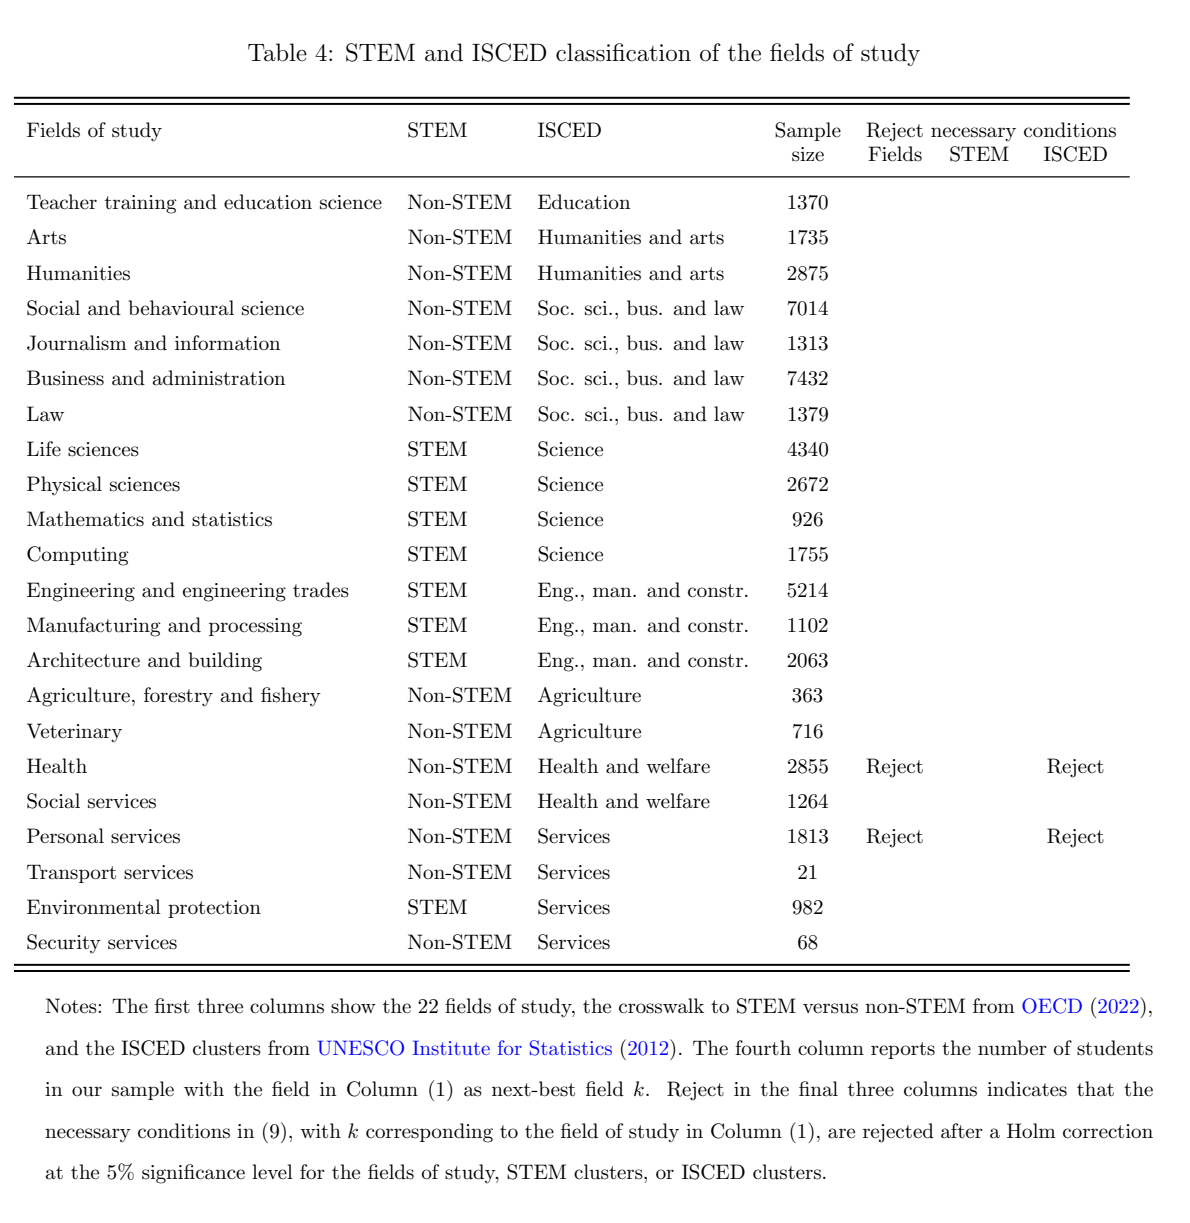 Table 4: STEM and ISCED classification of the fields of study
Fields of study STEM ISCED Sample Reject necessary conditions
size Fields STEM ISCED
Teacher training and education science Non-STEM Education 1370
Arts Non-STEM Humanities and arts 1735
Humanities Non-STEM Humanities and arts 2875
Social and behavioural science Non-STEM Soc. sci., bus. and law 7014
Journalism and information Non-STEM Soc. sci., bus. and law 1313
Business and administration Non-STEM Soc. sci., bus. and law 7432
Law Non-STEM Soc. sci., bus. and law 1379
Life sciences STEM Science 4340
Physical sciences STEM Science 2672
Mathematics and statistics STEM Science 926
Computing STEM Science 1755
Engineering and engineering trades STEM Eng., man. and constr. 5214
Manufacturing and processing STEM Eng., man. and constr. 1102
Architecture and building STEM Eng., man. and constr. 2063
Agriculture, forestry and fishery Non-STEM Agriculture 363
Veterinary Non-STEM Agriculture 716
Health Non-STEM Health and welfare 2855 Reject Reject
Social services Non-STEM Health and welfare 1264
Personal services Non-STEM Services 1813 Reject Reject
Transport services Non-STEM Services 21
Environmental protection STEM Services 982
Security services Non-STEM Services 68
Notes: The first three columns show the 22 fields of study, the crosswalk to STEM versus non-STEM from OECD (2022),
and the ISCED clusters from UNESCO Institute for Statistics (2012). The fourth column reports the number of students
in our sample with the field in Column (1) as next-best field k. Reject in the final three columns indicates that the
necessary conditions in (9), with k corresponding to the field of study in Column (1), are rejected after a Holm correction
at the 5% significance level for the fields of study, STEM clusters, or ISCED clusters.